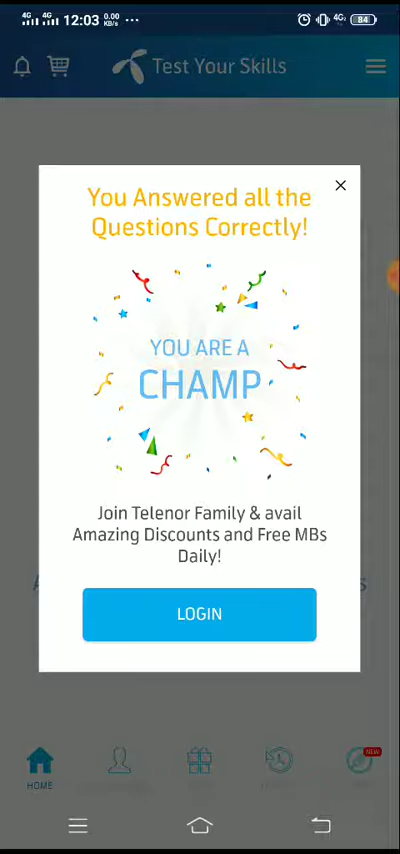 4G 4G 12:03 0.00 KB/s ... 4G 84
Test Your Skills
You Answered all the
Questions Correctly!
YOU ARE A
CHAMP
Join Telenor Family & avail
Amazing Discounts and Free MBs
Daily!
LOGIN
NEW
HOME